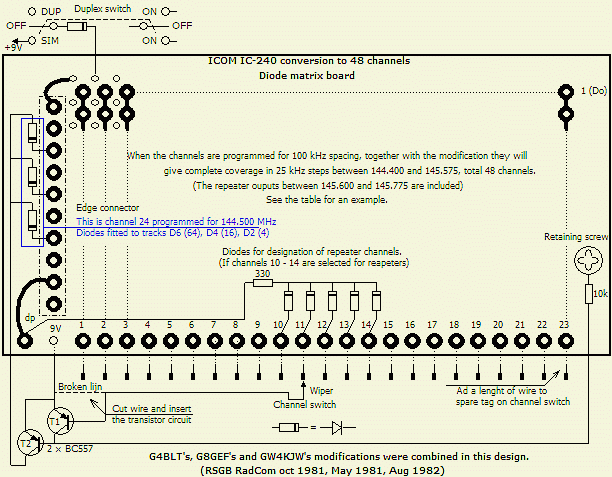 DUP Duplex switch ON
OFF OFF
SIM ON
+9V
ICOM IC-240 conversion to 48 channels
Diode matrix board
1 (Do)
When the channels are programmed for 100 kHz spacing, together with the modification they will
give complete coverage in 25 kHz steps between 144.400 and 145.575, total 48 channels.
(The repeater ouputs between 145.600 and 145.775 are included)
See the table for an example.
Edge connector
This is channel 24 programmed for 144.500 MHz
Diodes fitted to tracks D6 (64), D4 (16), D2 (4)
Retaining screw
Diodes for designation of repeater channels.
(If channels 10 - 14 are selected for reapeters)
330
10k
dp
9V 1 2 3 4 5 6 7 8 9 10 11 12 13 14 15 16 17 18 19 20 21 22 23
Broken lijn
Wiper
Channel switch
Ad a lenght of wire to
spare tag on channel switch
Cut wire and insert
the transistor circuit
T1
T2
2 × BC557
=
G4BLT's, G8GEF's and GW4KJW's modifications were combined in this design.
(RSGB RadCom oct 1981, May 1981, Aug 1982)